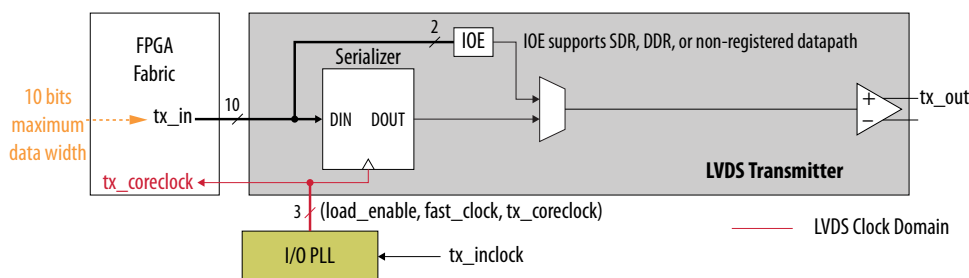 FPGA
Fabric
2
IOE
IOE supports SDR, DDR, or non-registered datapath
Serializer
10 bits
maximum
data width
tx_in
10
DIN
DOUT
+
−
tx_out
tx_coreclock
LVDS Transmitter
3
(load_enable, fast_clock, tx_coreclock)
LVDS Clock Domain
I/O PLL
tx_inclock